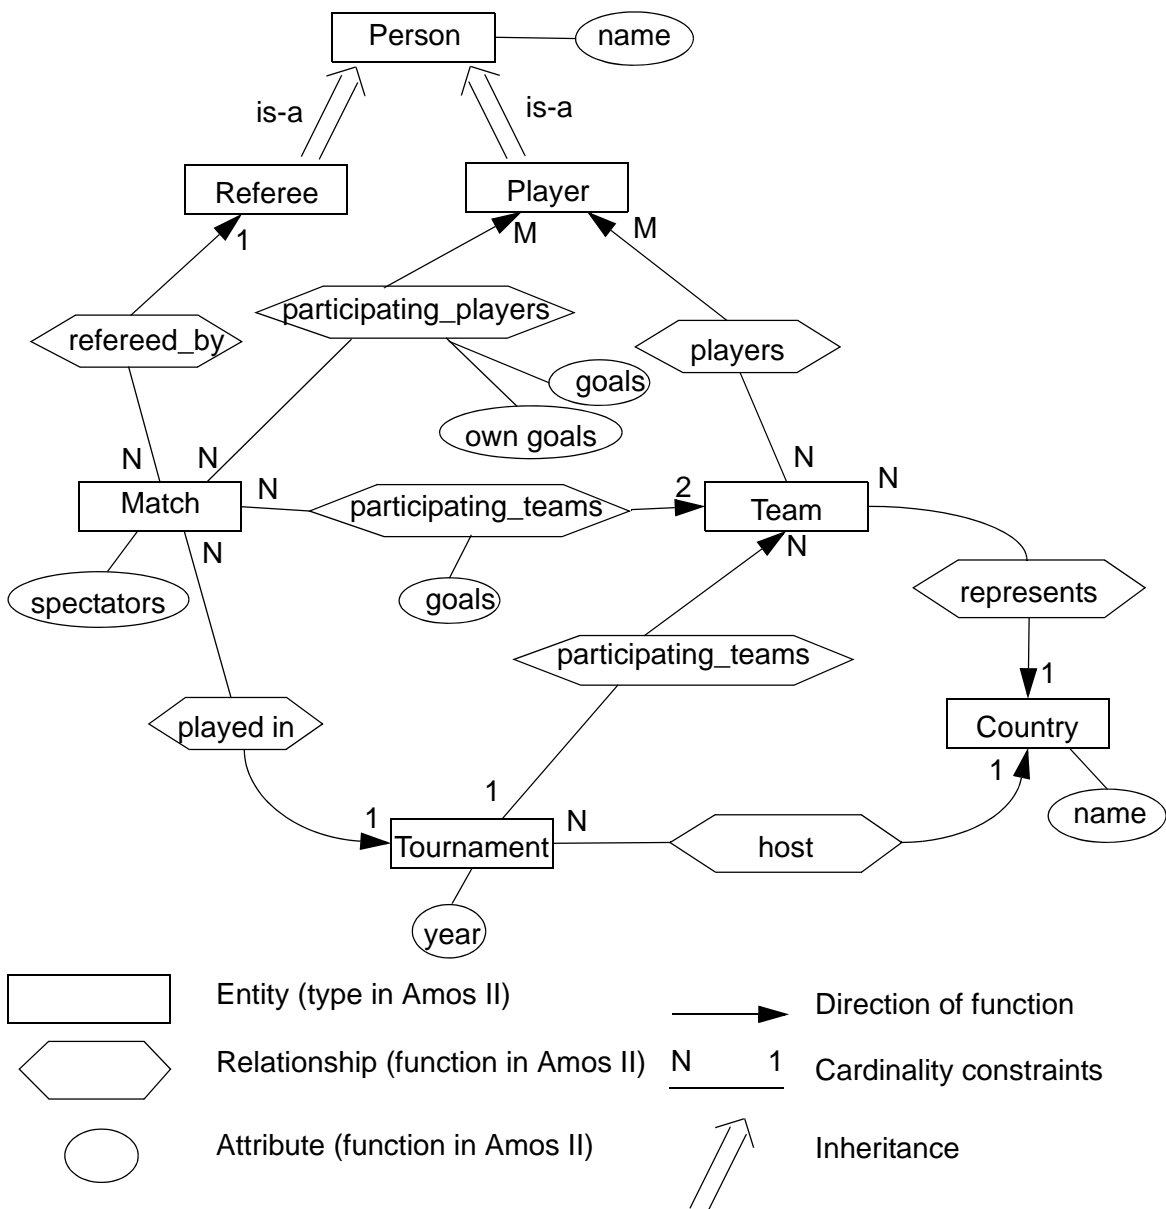 Person
name
is-a
is-a
Referee
Player
1
M
M
participating_players
refereed_by
players
goals
own goals
N
N
N
N
N
2
Match
participating_teams
Team
N
N
spectators
goals
represents
participating_teams
1
played in
Country
1
1
1
N
name
Tournament
host
year
Entity (type in Amos II)
Direction of function
Relationship (function in Amos II)
N 1
Cardinality constraints
Attribute (function in Amos II)
Inheritance